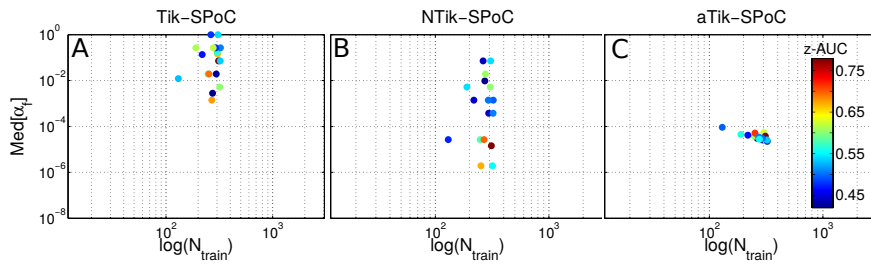 Tik−SPoC
NTik−SPoC
aTik−SPoC
A
B
C
z-AUC
0.75
0.65
0.55
0.45
Med[α_f]
10^0
10^−2
10^−4
10^−6
10^−8
10^2
10^3
10^2
10^3
10^2
10^3
log(N_train)
log(N_train)
log(N_train)